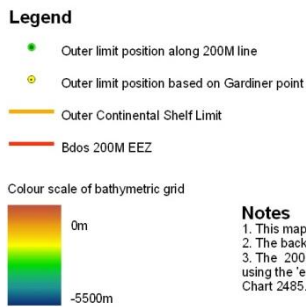 Legend
Outer limit position along 200M line
Outer limit position based on Gardiner point
Outer Continental Shelf Limit
Bdos 200M EEZ
Colour scale of bathymetric grid
0m
-5500m
Notes
1. This map
2. The back
3. The 200
using the 'e
Chart 2485.